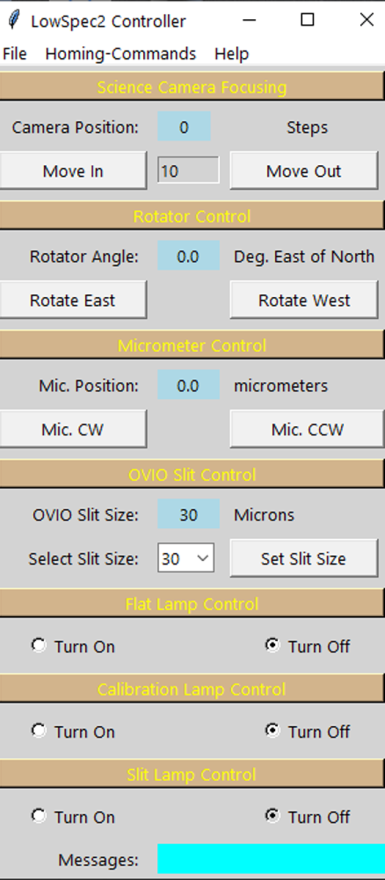 LowSpec2 Controller
File Homing-Commands Help
Science Camera Focusing
Camera Position: 0 Steps
Move In 10 Move Out
Rotator Control
Rotator Angle: 0.0 Deg. East of North
Rotate East Rotate West
Micrometer Control
Mic. Position: 0.0 micrometers
Mic. CW Mic. CCW
OVIO Slit Control
OVIO Slit Size: 30 Microns
Select Slit Size: 30 Set Slit Size
Flat Lamp Control
Turn On Turn Off
Calibration Lamp Control
Turn On Turn Off
Slit Lamp Control
Turn On Turn Off
Messages: